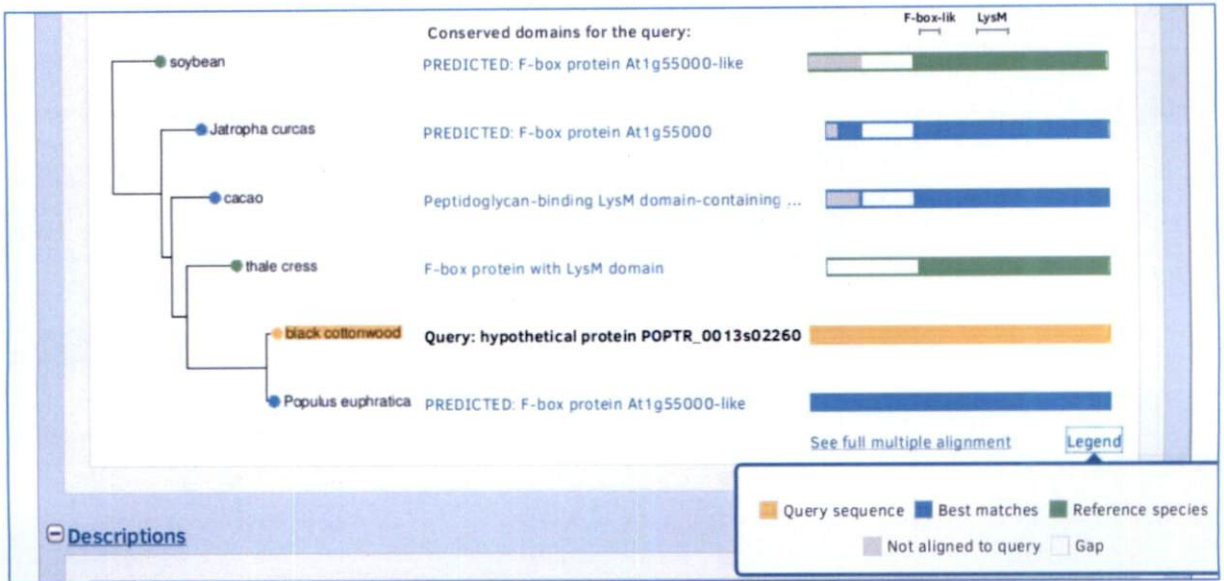 F-box-lik LysM
Conserved domains for the query:
soybean PREDICTED: F-box protein At1g55000-like
Jatropha curcas PREDICTED: F-box protein At1g55000
cacao Peptidoglycan-binding LysM domain-containing ...
thale cress F-box protein with LysM domain
black cottonwood Query: hypothetical protein POPTR_0013s02260
Populus euphratica PREDICTED: F-box protein At1g55000-like
See full multiple alignment Legend
Query sequence Best matches Reference species
Not aligned to query Gap
Descriptions